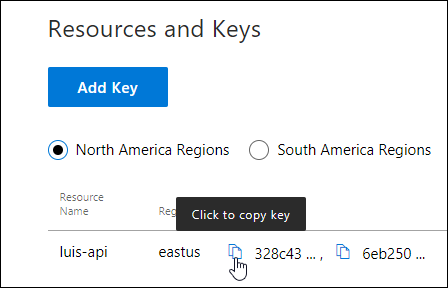 Resources and Keys
Add Key
North America Regions
South America Regions
Resource
Name
Reg
Click to copy key
luis-api
eastus
328c43 ... ,
6eb250 ...